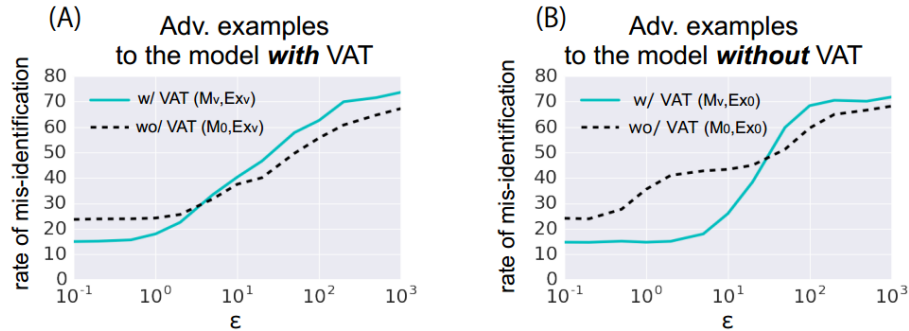 (A)
Adv. examples
to the model with VAT
rate of mis-identification
80
70
60
50
40
30
20
10
0
w/ VAT (Mv,Exv)
wo/ VAT (M0,Exv)
10⁻¹ 10⁰ 10¹ 10² 10³
ε
(B)
Adv. examples
to the model without VAT
rate of mis-identification
80
70
60
50
40
30
20
10
0
w/ VAT (Mv,Ex0)
wo/ VAT (M0,Ex0)
10⁻¹ 10⁰ 10¹ 10² 10³
ε